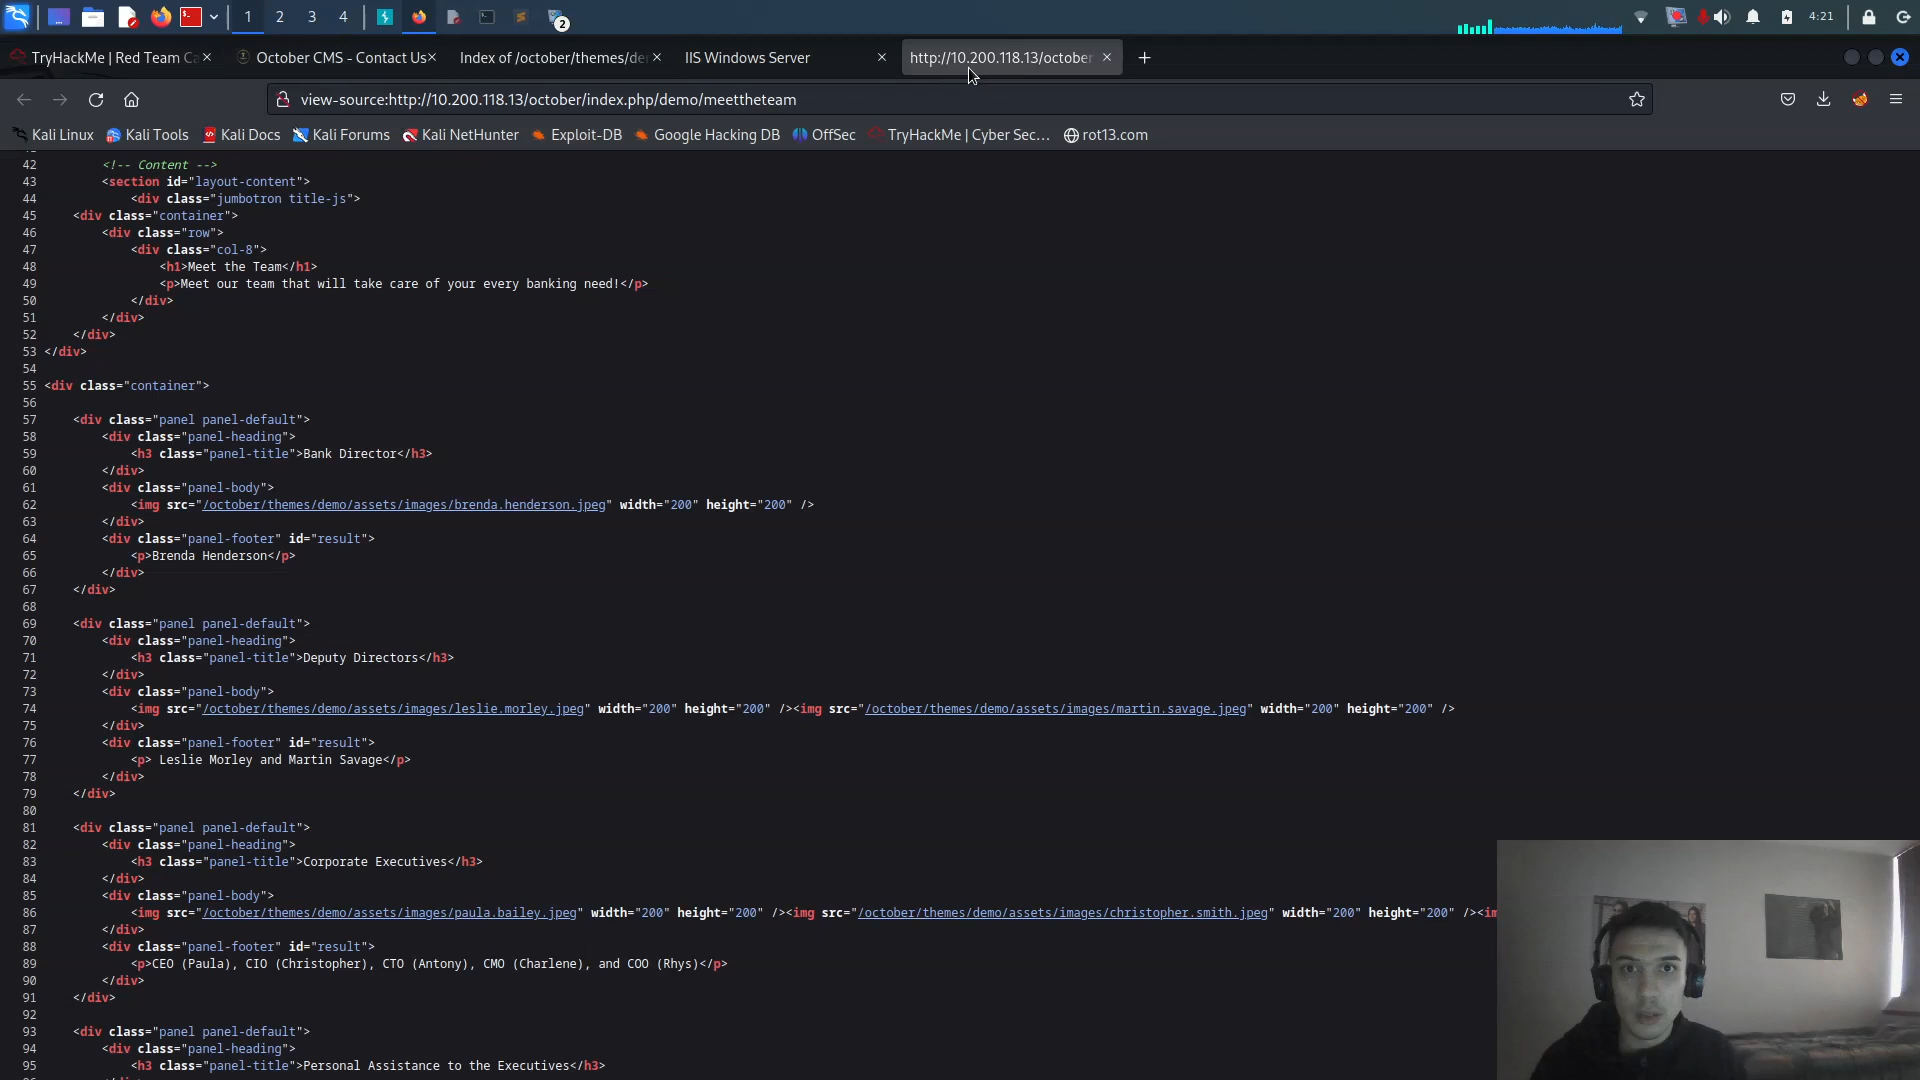 1 2 3 4 2 4:21
TryHackMe | Red Team Ca October CMS - Contact Us Index of /october/themes/de IIS Windows Server http://10.200.118.13/october
view-source:http://10.200.118.13/october/index.php/demo/meettheteam
Kali Linux Kali Tools Kali Docs Kali Forums Kali NetHunter Exploit-DB Google Hacking DB OffSec TryHackMe | Cyber Sec... rot13.com
42 <!-- Content -->
43 <section id="layout-content">
44 <div class="jumbotron title-js">
45 <div class="container">
46 <div class="row">
47 <div class="col-8">
48 <h1>Meet the Team</h1>
49 <p>Meet our team that will take care of your every banking need!</p>
50 </div>
51 </div>
52 </div>
53 </div>
54
55 <div class="container">
56
57 <div class="panel panel-default">
58 <div class="panel-heading">
59 <h3 class="panel-title">Bank Director</h3>
60 </div>
61 <div class="panel-body">
62 <img src="/october/themes/demo/assets/images/brenda.henderson.jpeg" width="200" height="200" />
63 </div>
64 <div class="panel-footer" id="result">
65 <p>Brenda Henderson</p>
66 </div>
67 </div>
68
69 <div class="panel panel-default">
70 <div class="panel-heading">
71 <h3 class="panel-title">Deputy Directors</h3>
72 </div>
73 <div class="panel-body">
74 <img src="/october/themes/demo/assets/images/leslie.morley.jpeg" width="200" height="200" /><img src="/october/themes/demo/assets/images/martin.savage.jpeg" width="200" height="200" />
75 </div>
76 <div class="panel-footer" id="result">
77 <p> Leslie Morley and Martin Savage</p>
78 </div>
79 </div>
80
81 <div class="panel panel-default">
82 <div class="panel-heading">
83 <h3 class="panel-title">Corporate Executives</h3>
84 </div>
85 <div class="panel-body">
86 <img src="/october/themes/demo/assets/images/paula.bailey.jpeg" width="200" height="200" /><img src="/october/themes/demo/assets/images/christopher.smith.jpeg" width="200" height="200" /><im
87 </div>
88 <div class="panel-footer" id="result">
89 <p>CEO (Paula), CIO (Christopher), CTO (Antony), CMO (Charlene), and COO (Rhys)</p>
90 </div>
91 </div>
92
93 <div class="panel panel-default">
94 <div class="panel-heading">
95 <h3 class="panel-title">Personal Assistance to the Executives</h3>